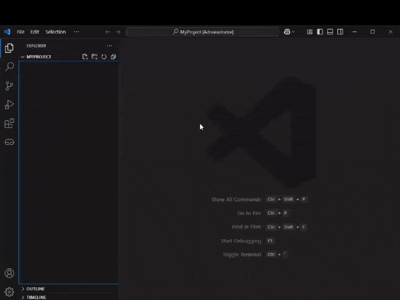 File Edit Selection ...
MyProject [Administrator]
EXPLORER
MYPROJECT
Show All Commands Ctrl + Shift + P
Go to File Ctrl + P
Find in Files Ctrl + Shift + F
Start Debugging F5
Toggle Terminal Ctrl + `
OUTLINE
TIMELINE